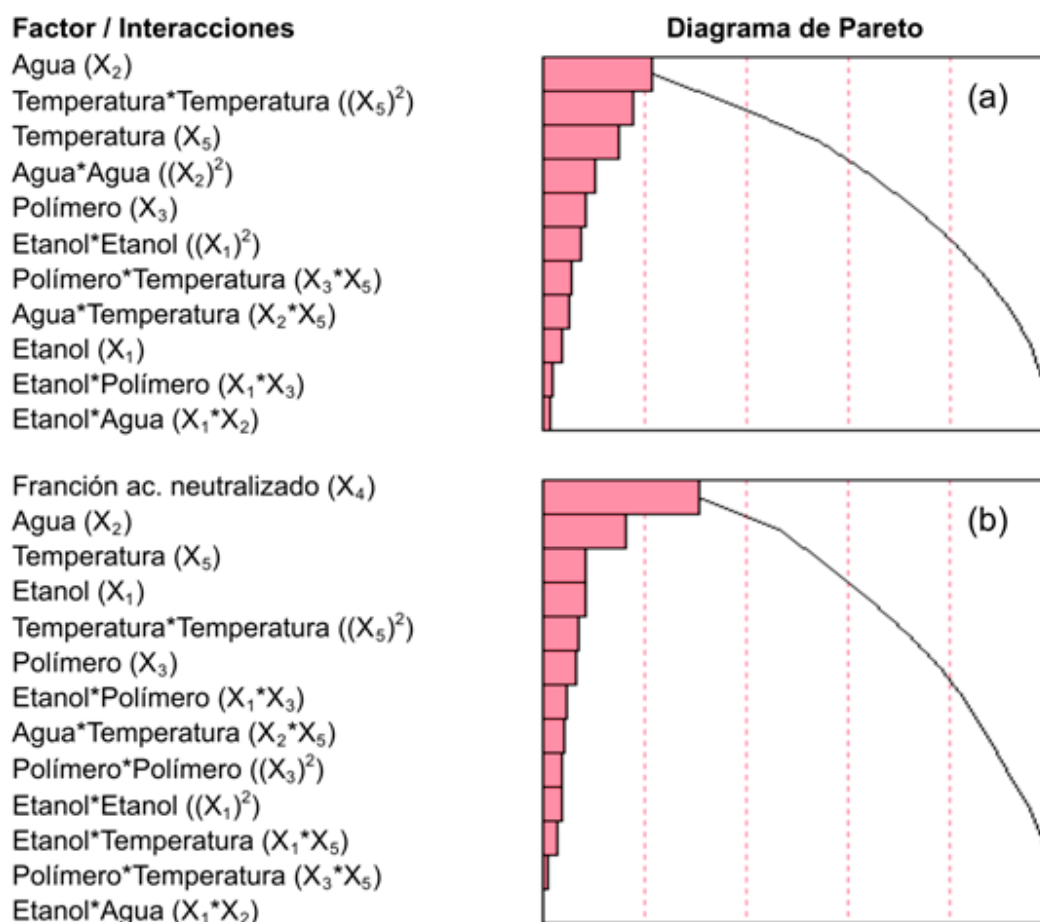 Factor / Interacciones Diagrama de Pareto
Agua (X₂)
Temperatura*Temperatura ((X₅)²)
Temperatura (X₅)
Agua*Agua ((X₂)²)
Polímero (X₃)
Etanol*Etanol ((X₁)²)
Polímero*Temperatura (X₃*X₅)
Agua*Temperatura (X₂*X₅)
Etanol (X₁)
Etanol*Polímero (X₁*X₃)
Etanol*Agua (X₁*X₂)
(a)
Franción ac. neutralizado (X₄)
Agua (X₂)
Temperatura (X₅)
Etanol (X₁)
Temperatura*Temperatura ((X₅)²)
Polímero (X₃)
Etanol*Polímero (X₁*X₃)
Agua*Temperatura (X₂*X₅)
Polímero*Polímero ((X₃)²)
Etanol*Etanol ((X₁)²)
Etanol*Temperatura (X₁*X₅)
Polímero*Temperatura (X₃*X₅)
Etanol*Agua (X₁*X₂)
(b)